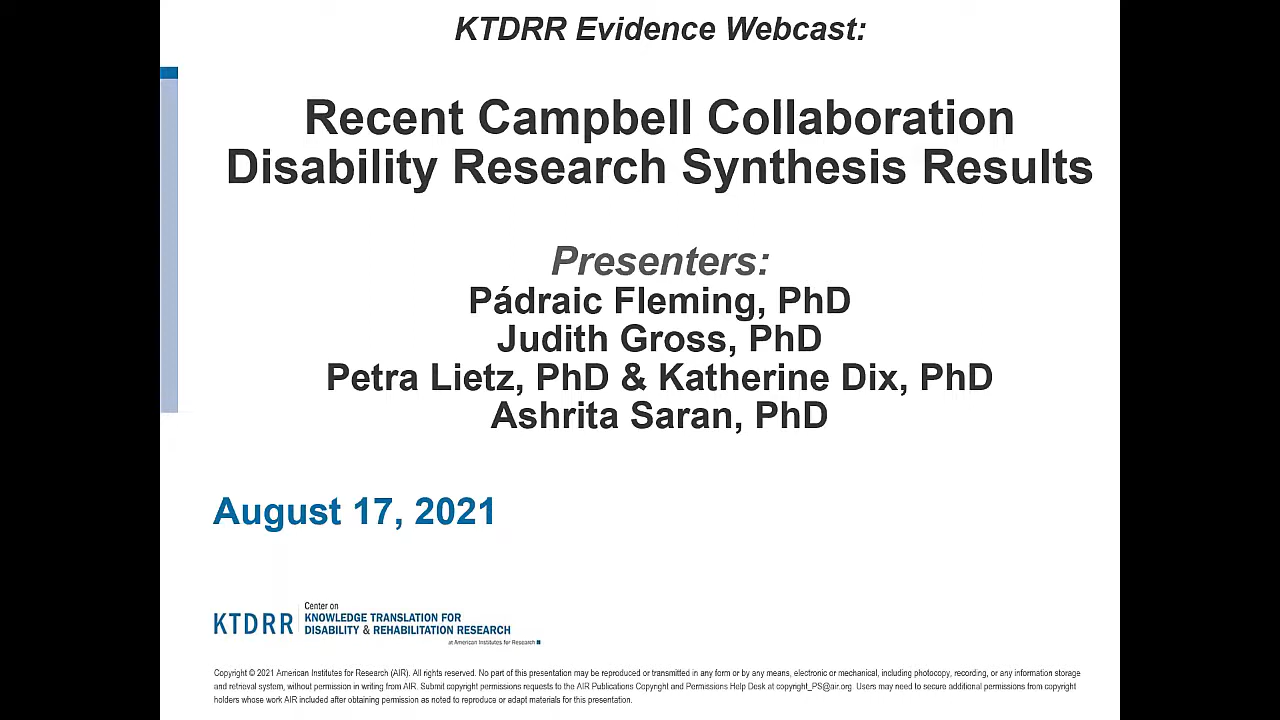 KTDRR Evidence Webcast:
Recent Campbell Collaboration
Disability Research Synthesis Results
Presenters:
Pádraic Fleming, PhD
Judith Gross, PhD
Petra Lietz, PhD & Katherine Dix, PhD
Ashrita Saran, PhD
August 17, 2021
KTDRR
Center on
KNOWLEDGE TRANSLATION FOR
DISABILITY & REHABILITATION RESEARCH
at American Institutes for Research
Copyright © 2021 American Institutes for Research (AIR). All rights reserved. No part of this presentation may be reproduced or transmitted in any form or by any means, electronic or mechanical, including photocopy, recording, or any information storage
and retrieval system, without permission in writing from AIR. Submit copyright permissions requests to the AIR Publications Copyright and Permissions Help Desk at copyright_PS@air.org Users may need to secure additional permissions from copyright
holders whose work AIR included after obtaining permission as noted to reproduce or adapt materials for this presentation.